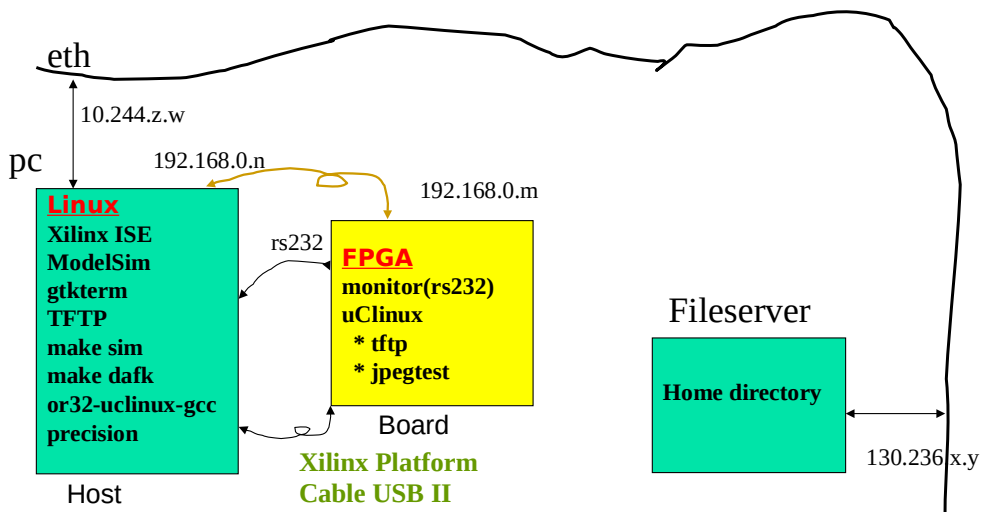 eth
10.244.z.w
pc
192.168.0.n
192.168.0.m
Linux
Xilinx ISE
ModelSim
gtkterm
TFTP
make sim
make dafk
or32-uclinux-gcc
precision
Host
rs232
FPGA
monitor(rs232)
uClinux
* tftp
* jpegtest
Board
Xilinx Platform
Cable USB II
Fileserver
Home directory
130.236.x.y